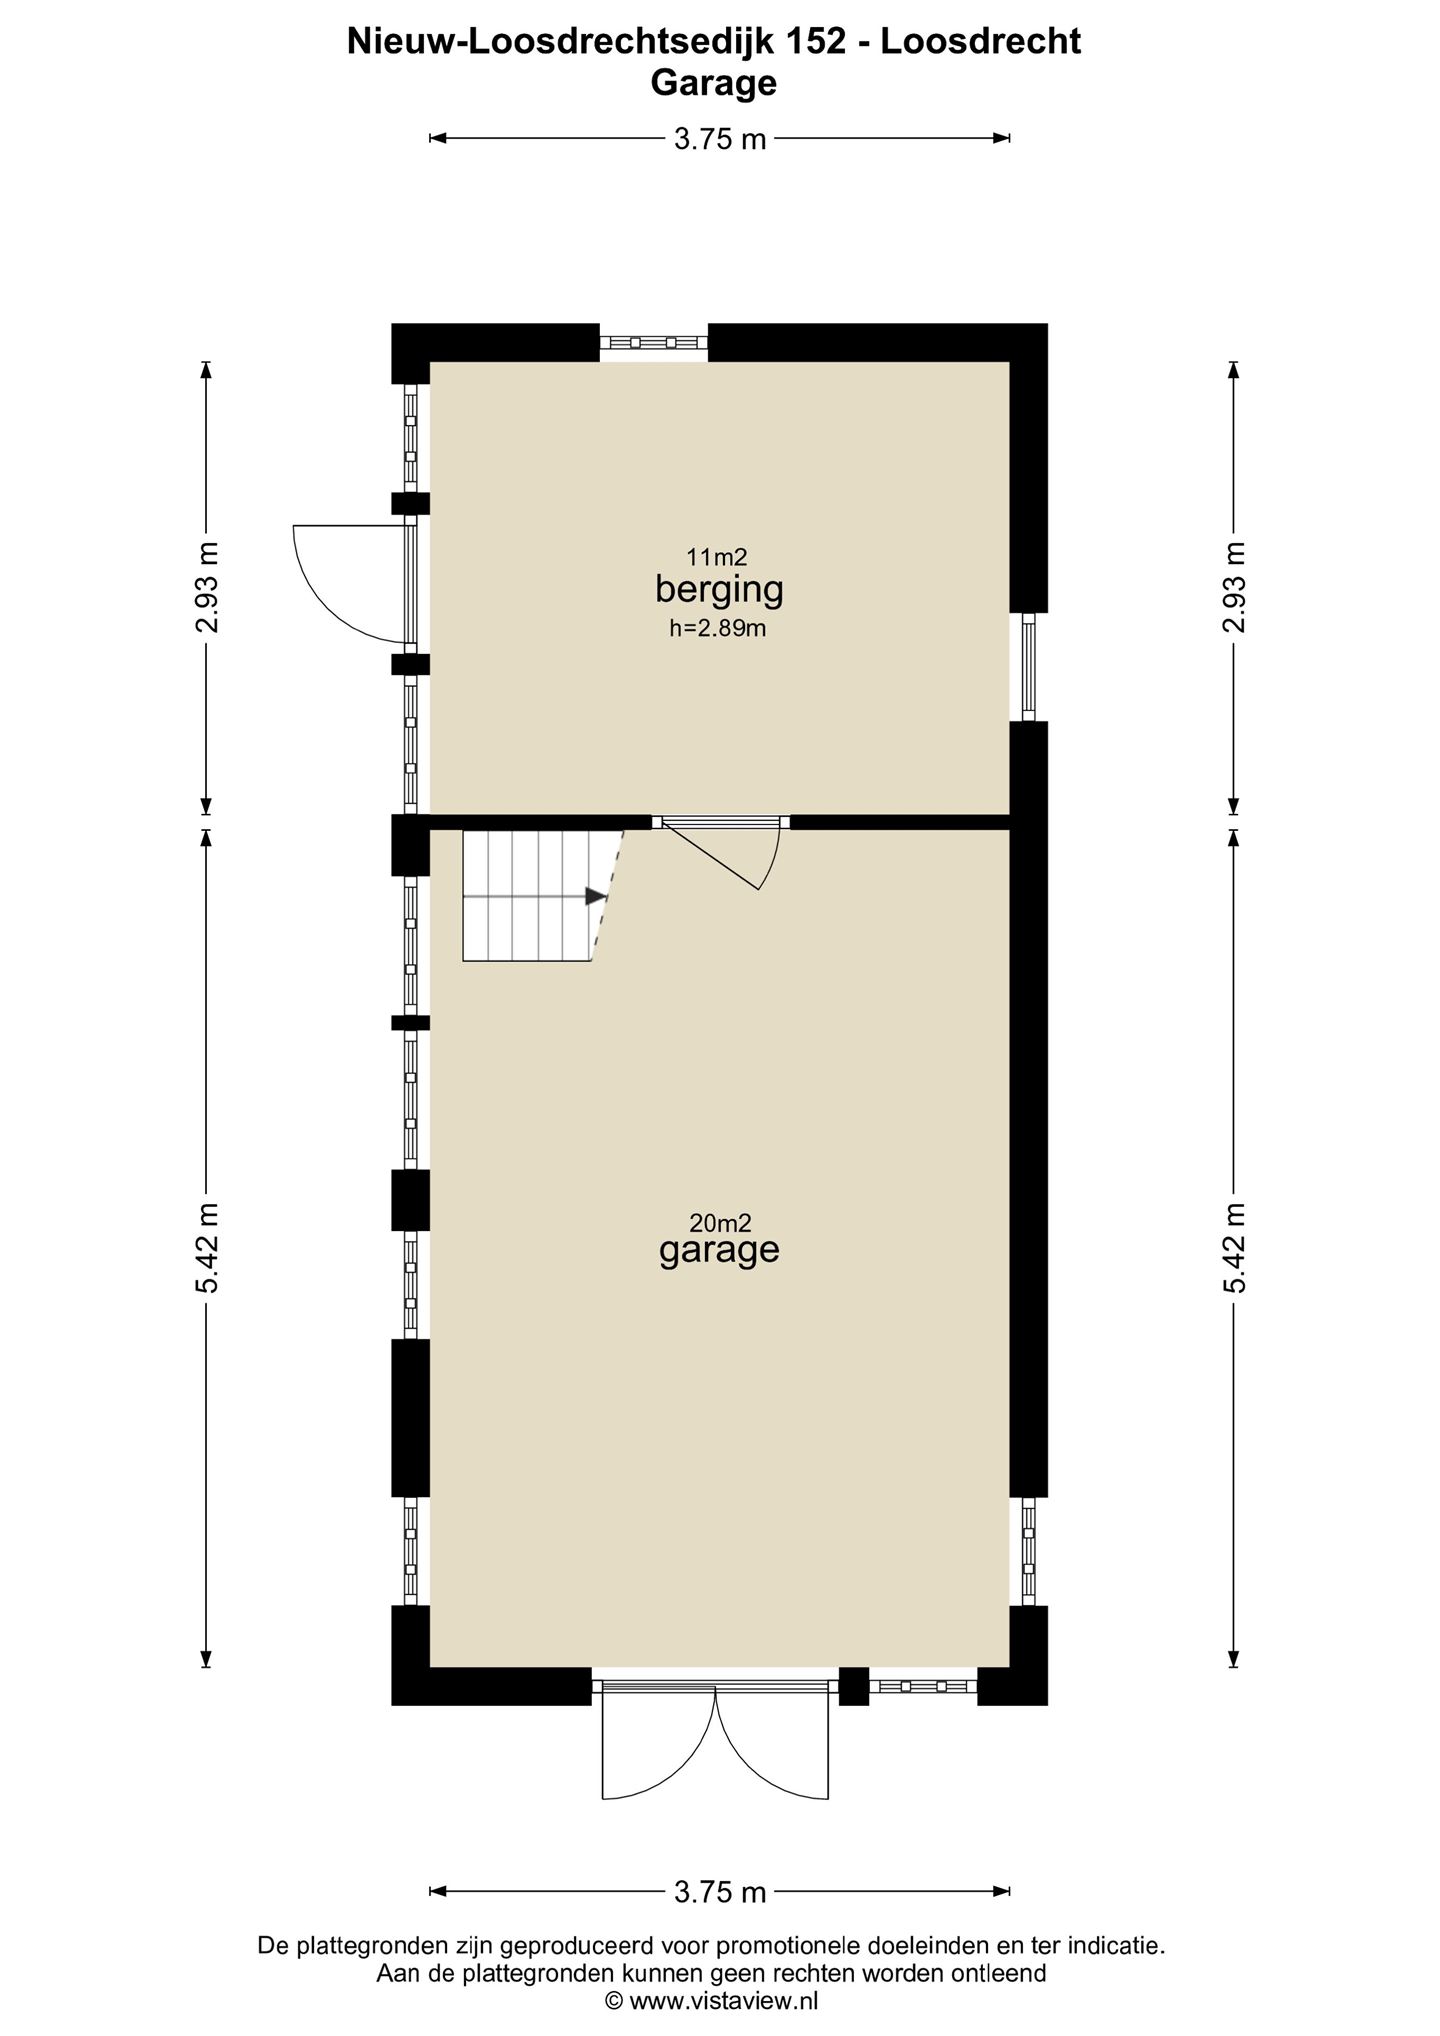 Nieuw-Loosdrechtsedijk 152 - Loosdrecht
Garage
3.75 m
2.93 m
2.93 m
11m2
berging
h=2.89m
5.42 m
5.42 m
20m2
garage
3.75 m
De plattegronden zijn geproduceerd voor promotionele doeleinden en ter indicatie.
Aan de plattegronden kunnen geen rechten worden ontleend
© www.vistaview.nl